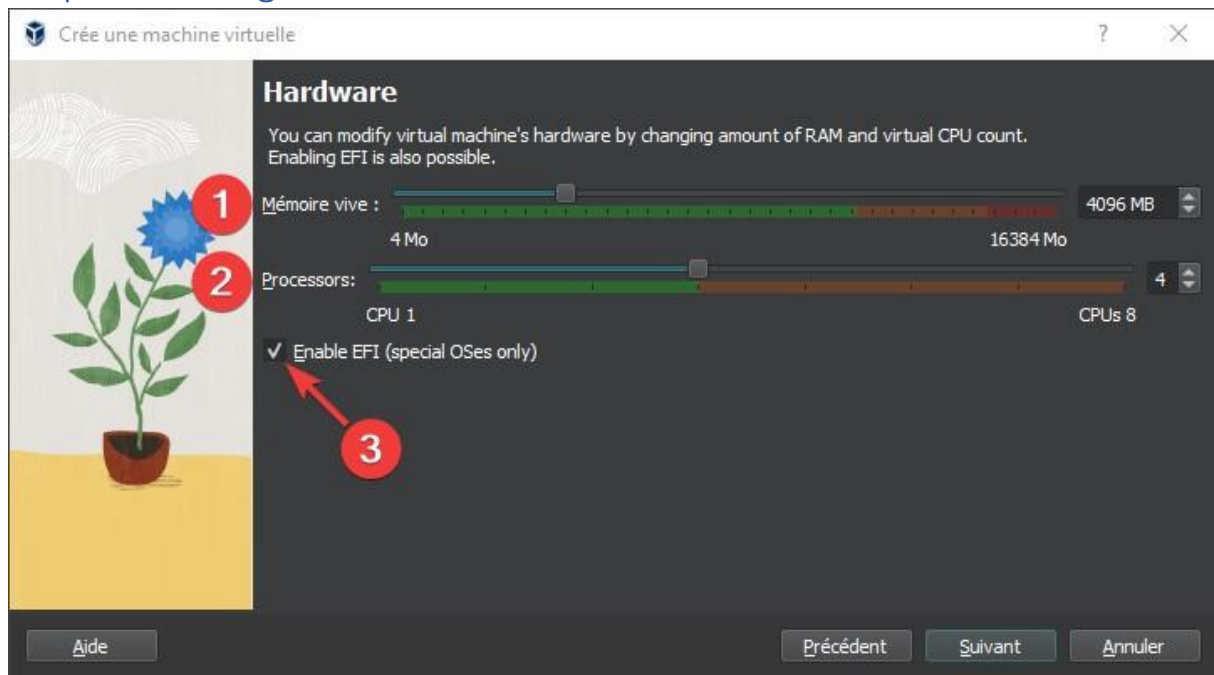 Crée une machine virtuelle
Hardware
You can modify virtual machine's hardware by changing amount of RAM and virtual CPU count.
Enabling EFI is also possible.
1 Mémoire vive : 4096 MB
4 Mo 16384 Mo
2 Processors: 4
CPU 1 CPUs 8
Enable EFI (special OSes only)
3
Aide Précédent Suivant Annuler